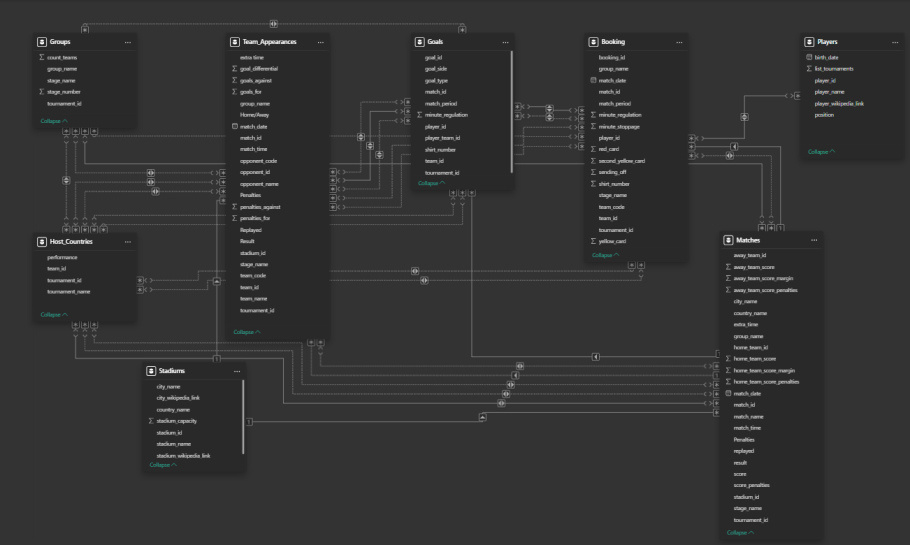 Groups
count_teams
group_name
stage_name
stage_number
tournament_id
Collapse
Team_Appearances
extra time
goal_differential
goals_against
goals_for
group_name
Home/Away
match_date
match_id
match_time
opponent_code
opponent_id
opponent_name
Penalties
penalties_against
penalties_for
Replayed
Result
stadium_id
stage_name
team_code
team_id
team_name
tournament_id
Collapse
Goals
goal_id
goal_side
goal_type
match_id
match_period
minute_regulation
player_id
player_team_id
shirt_number
team_id
tournament_id
Collapse
Booking
booking_id
group_name
match_date
match_id
match_period
minute_regulation
minute_stoppage
player_id
red_card
second_yellow_card
sending_off
shirt_number
stage_name
team_code
team_id
tournament_id
yellow_card
Collapse
Players
birth_date
list_tournaments
player_id
player_name
player_wikipedia_link
position
Collapse
Host_Countries
performance
team_id
tournament_id
tournament_name
Collapse
Stadiums
city_name
city_wikipedia_link
country_name
stadium_capacity
stadium_id
stadium_name
stadium_wikipedia_link
Collapse
Matches
away_team_id
away_team_score
away_team_score_margin
away_team_score_penalties
city_name
country_name
extra_time
group_name
home_team_id
home_team_score
home_team_score_margin
home_team_score_penalties
match_date
match_id
match_name
match_time
Penalties
replayed
result
score
score_penalties
stadium_id
stage_name
tournament_id
Collapse